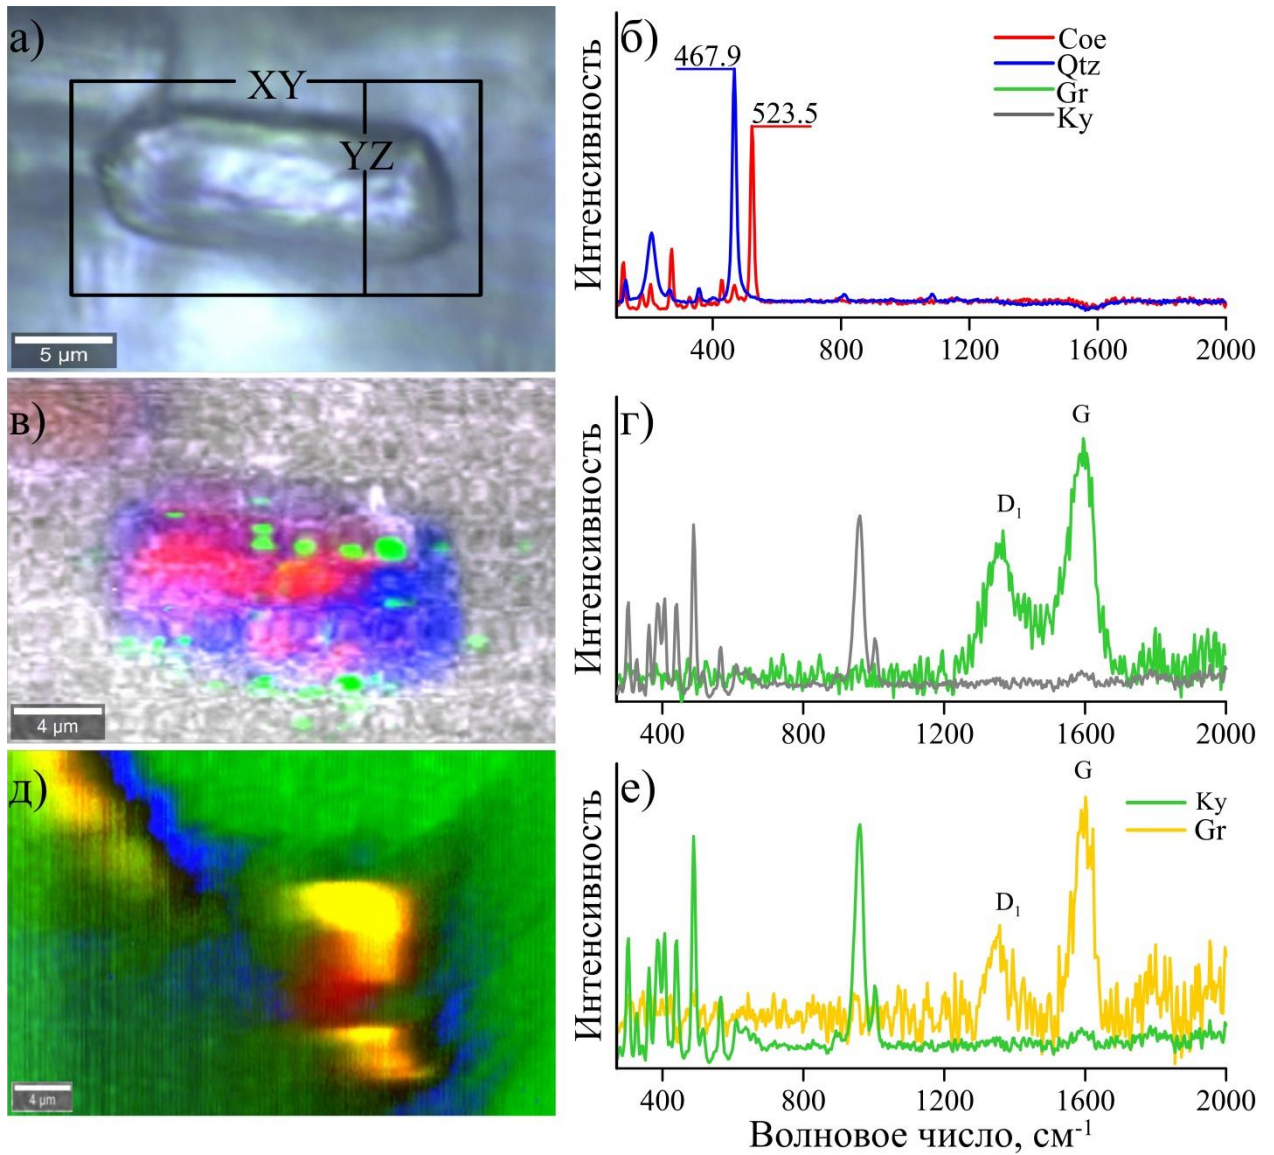 а)
XY
YZ
5 µm
б)
Интенсивность
467.9
523.5
Coe
Qtz
Gr
Ky
400 800 1200 1600 2000
в)
4 µm
г)
Интенсивность
D1
G
400 800 1200 1600 2000
д)
4 µm
е)
Интенсивность
D1
G
Ky
Gr
400 800 1200 1600 2000
Волновое число, см-1